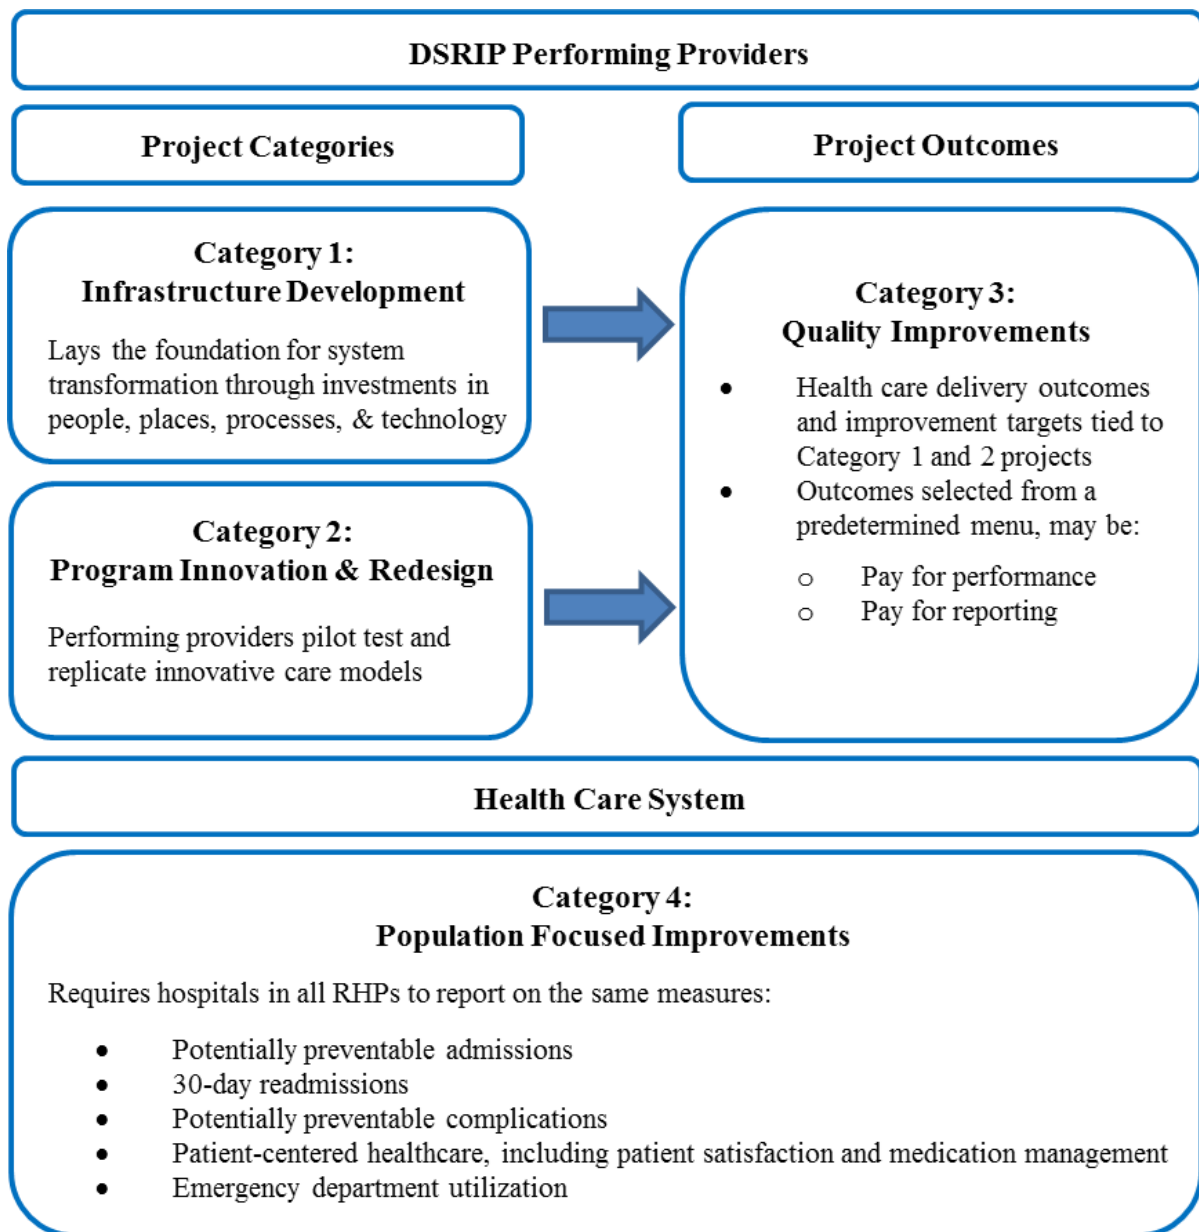 DSRIP Performing Providers
Project Categories
Project Outcomes
Category 1:
Infrastructure Development
Lays the foundation for system
transformation through investments in
people, places, processes, & technology
Category 2:
Program Innovation & Redesign
Performing providers pilot test and
replicate innovative care models
Category 3:
Quality Improvements
● Health care delivery outcomes
and improvement targets tied to
Category 1 and 2 projects
● Outcomes selected from a
predetermined menu, may be:
o Pay for performance
o Pay for reporting
Health Care System
Category 4:
Population Focused Improvements
Requires hospitals in all RHPs to report on the same measures:
● Potentially preventable admissions
● 30-day readmissions
● Potentially preventable complications
● Patient-centered healthcare, including patient satisfaction and medication management
● Emergency department utilization